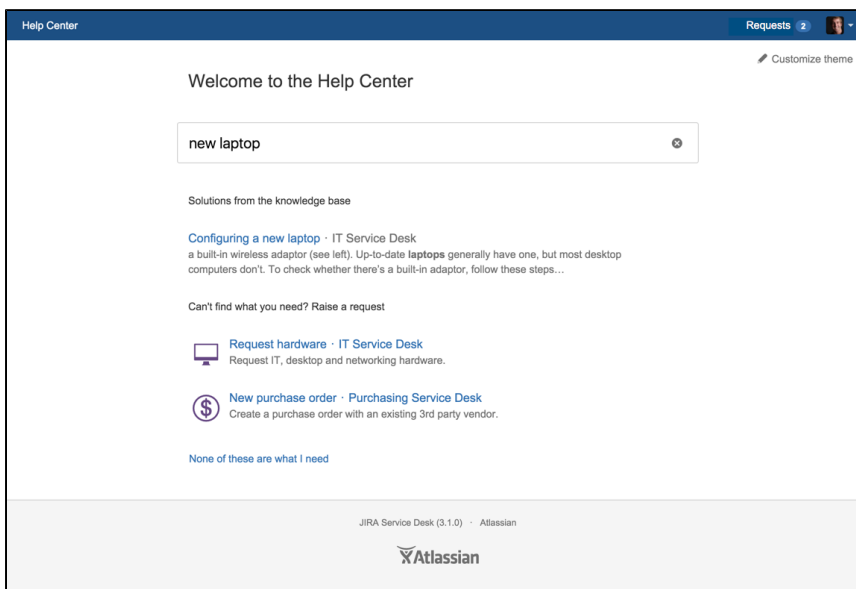 Help Center
Requests 2
Customize theme
Welcome to the Help Center
new laptop
Solutions from the knowledge base
Configuring a new laptop · IT Service Desk
a built-in wireless adaptor (see left). Up-to-date laptops generally have one, but most desktop
computers don't. To check whether there's a built-in adaptor, follow these steps…
Can't find what you need? Raise a request
Request hardware · IT Service Desk
Request IT, desktop and networking hardware.
$
New purchase order · Purchasing Service Desk
Create a purchase order with an existing 3rd party vendor.
None of these are what I need
JIRA Service Desk (3.1.0) · Atlassian
Atlassian